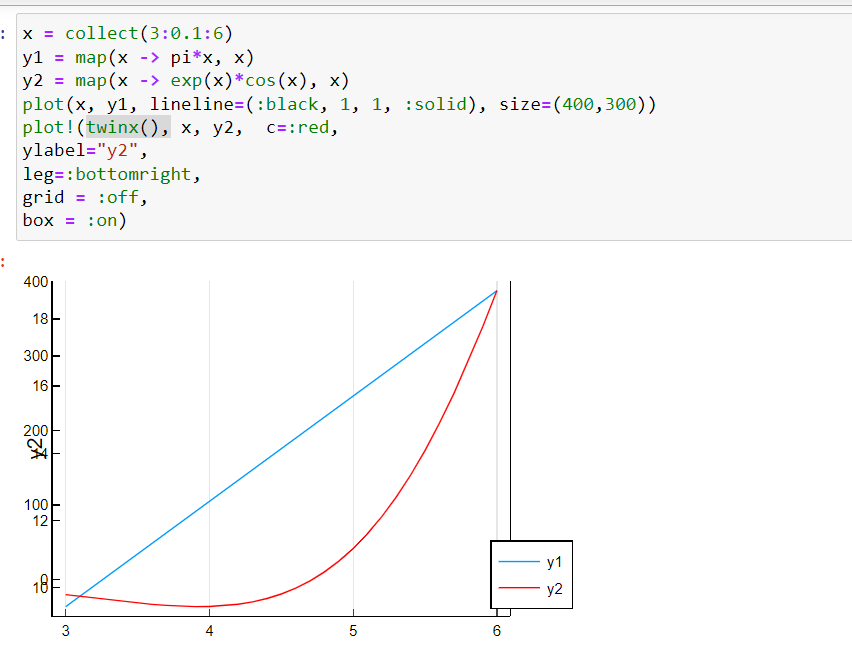 : x = collect(3:0.1:6)
y1 = map(x -> pi*x, x)
y2 = map(x -> exp(x)*cos(x), x)
plot(x, y1, lineline=(:black, 1, 1, :solid), size=(400,300))
plot!(twinx(), x, y2,  c=:red,
ylabel="y2",
leg=:bottomright,
grid = :off,
box = :on)
:
400
18
300
16
200
y2
100
12
0
10
y1
y2
3 4 5 6